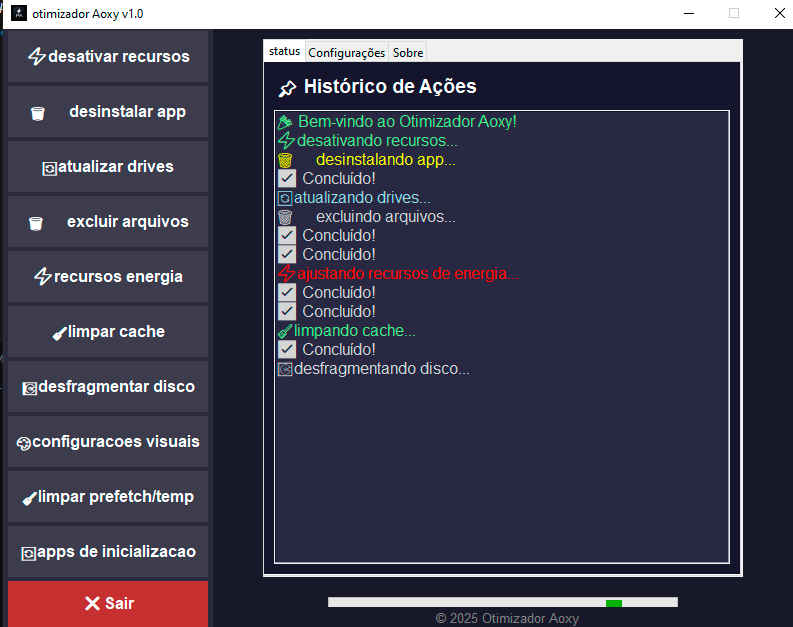 otimizador Aoxy v1.0
desativar recursos
desinstalar app
atualizar drives
excluir arquivos
recursos energia
limpar cache
desfragmentar disco
configuracoes visuais
limpar prefetch/temp
apps de inicializacao
Sair
status Configurações Sobre
Histórico de Ações
Bem-vindo ao Otimizador Aoxy!
desativando recursos...
desinstalando app...
Concluído!
atualizando drives...
excluindo arquivos...
Concluído!
Concluído!
ajustando recursos de energia...
Concluído!
Concluído!
limpando cache...
Concluído!
desfragmentando disco...
© 2025 Otimizador Aoxy